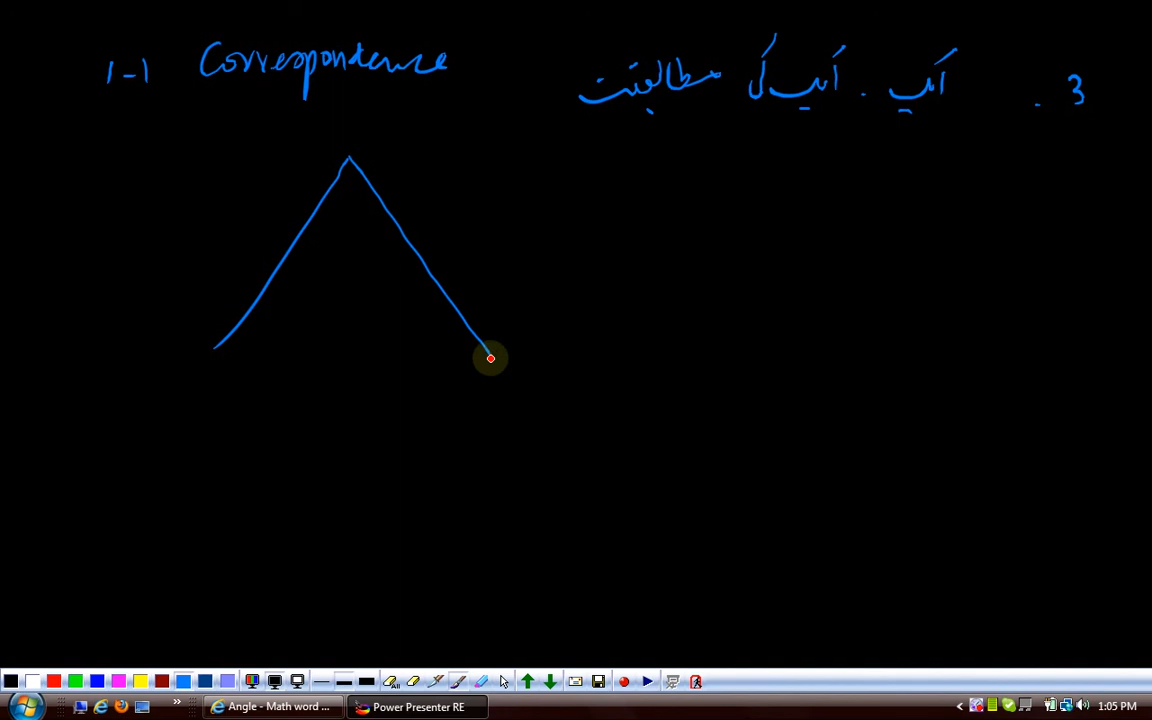 1-1 Correspondence
3 . ایک . ایک کی مطابقت
Angle - Math word ...
Power Presenter RE
1:05 PM